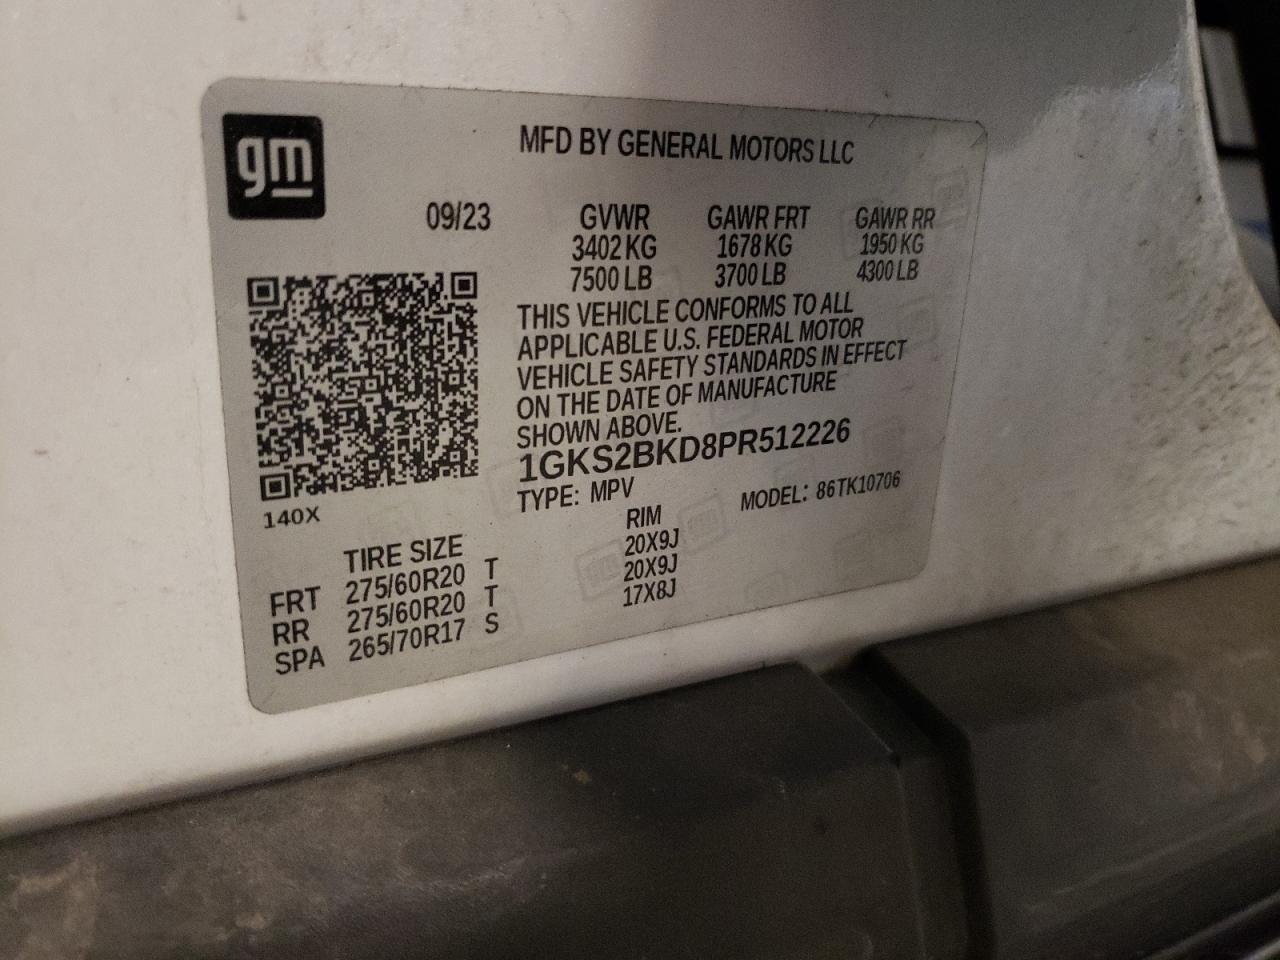 gm
MFD BY GENERAL MOTORS LLC
09/23 GVWR GAWR FRT GAWR RR
3402 KG 1678 KG 1950 KG
7500 LB 3700 LB 4300 LB
THIS VEHICLE CONFORMS TO ALL
APPLICABLE U.S. FEDERAL MOTOR
VEHICLE SAFETY STANDARDS IN EFFECT
ON THE DATE OF MANUFACTURE
SHOWN ABOVE.
1GKS2BKD8PR512226
TYPE: MPV MODEL: 86TK10706
140X
TIRE SIZE RIM
FRT 275/60R20 T 20X9J
RR 275/60R20 T 20X9J
SPA 265/70R17 S 17X8J